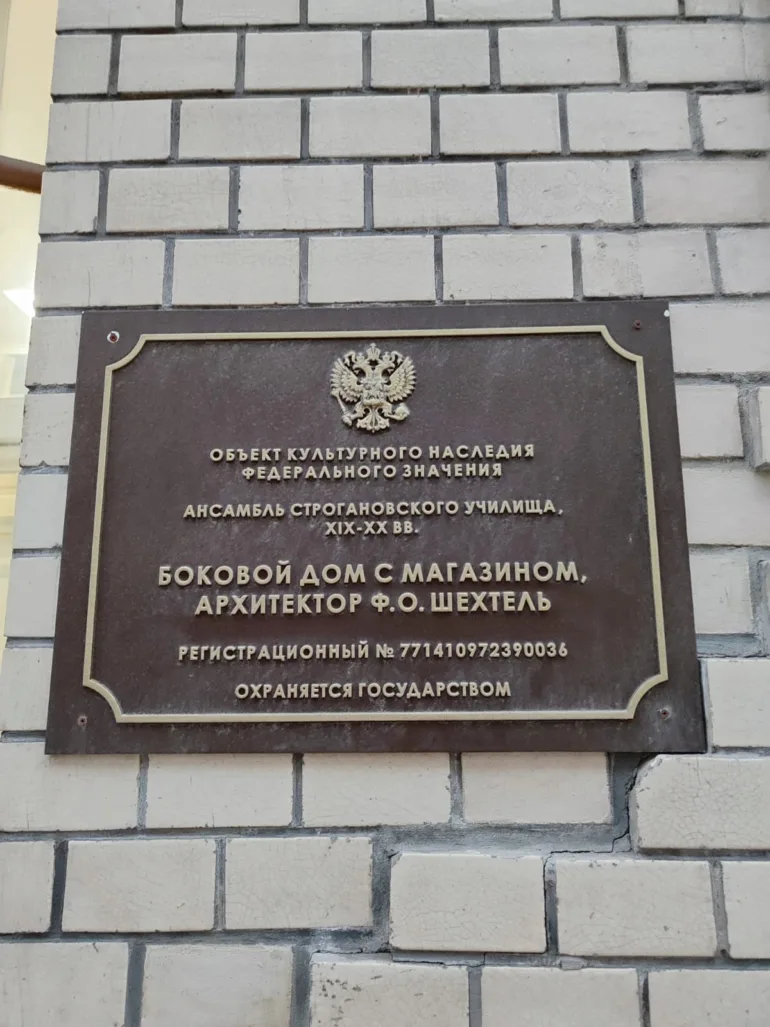 ОБЪЕКТ КУЛЬТУРНОГО НАСЛЕДИЯ
ФЕДЕРАЛЬНОГО ЗНАЧЕНИЯ
АНСАМБЛЬ СТРОГАНОВСКОГО УЧИЛИЩА,
XIX-XX ВВ.
БОКОВОЙ ДОМ С МАГАЗИНОМ,
АРХИТЕКТОР Ф.О. ШЕХТЕЛЬ
РЕГИСТРАЦИОННЫЙ № 771410972390036
ОХРАНЯЕТСЯ ГОСУДАРСТВОМ